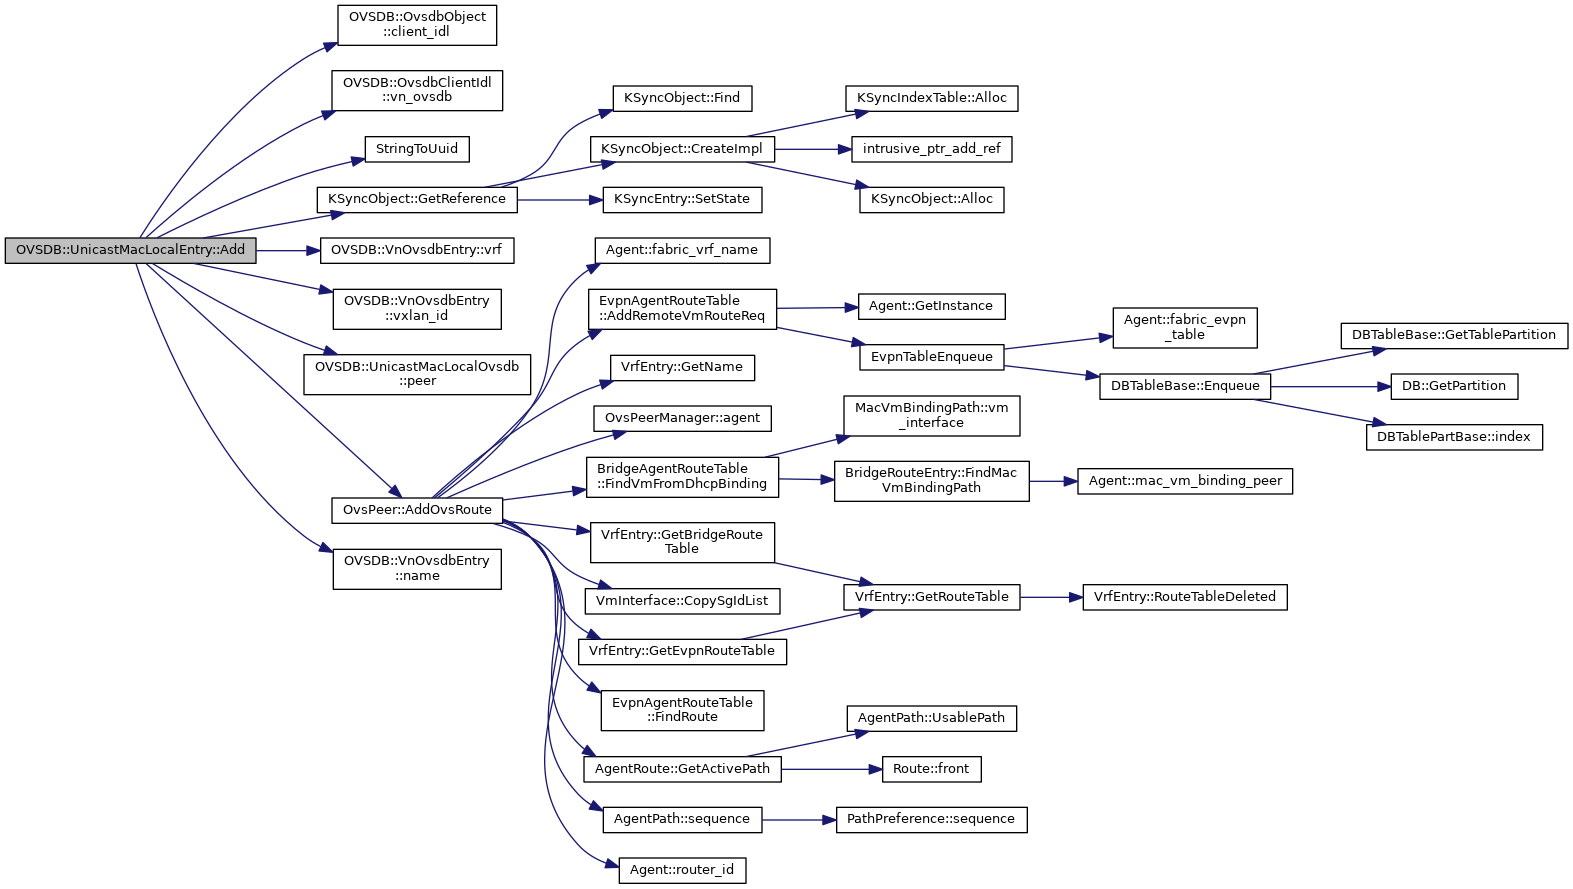 OVSDB::UnicastMacLocalEntry::Add
OVSDB::OvsdbObject
::client_idl
OVSDB::OvsdbClientIdl
::vn_ovsdb
StringToUuid
KSyncObject::GetReference
OVSDB::VnOvsdbEntry::vrf
OVSDB::VnOvsdbEntry
::vxlan_id
OVSDB::UnicastMacLocalOvsdb
::peer
OvsPeer::AddOvsRoute
OVSDB::VnOvsdbEntry
::name
KSyncObject::Find
KSyncObject::CreateImpl
KSyncEntry::SetState
Agent::fabric_vrf_name
EvpnAgentRouteTable
::AddRemoteVmRouteReq
VrfEntry::GetName
OvsPeerManager::agent
BridgeAgentRouteTable
::FindVmFromDhcpBinding
VrfEntry::GetBridgeRoute
Table
VmInterface::CopySgIdList
VrfEntry::GetEvpnRouteTable
EvpnAgentRouteTable
::FindRoute
AgentRoute::GetActivePath
AgentPath::sequence
Agent::router_id
KSyncIndexTable::Alloc
intrusive_ptr_add_ref
KSyncObject::Alloc
Agent::GetInstance
EvpnTableEnqueue
MacVmBindingPath::vm
_interface
BridgeRouteEntry::FindMac
VmBindingPath
VrfEntry::GetRouteTable
AgentPath::UsablePath
Route::front
PathPreference::sequence
Agent::fabric_evpn
_table
DBTableBase::Enqueue
Agent::mac_vm_binding_peer
VrfEntry::RouteTableDeleted
DBTableBase::GetTablePartition
DB::GetPartition
DBTablePartBase::index